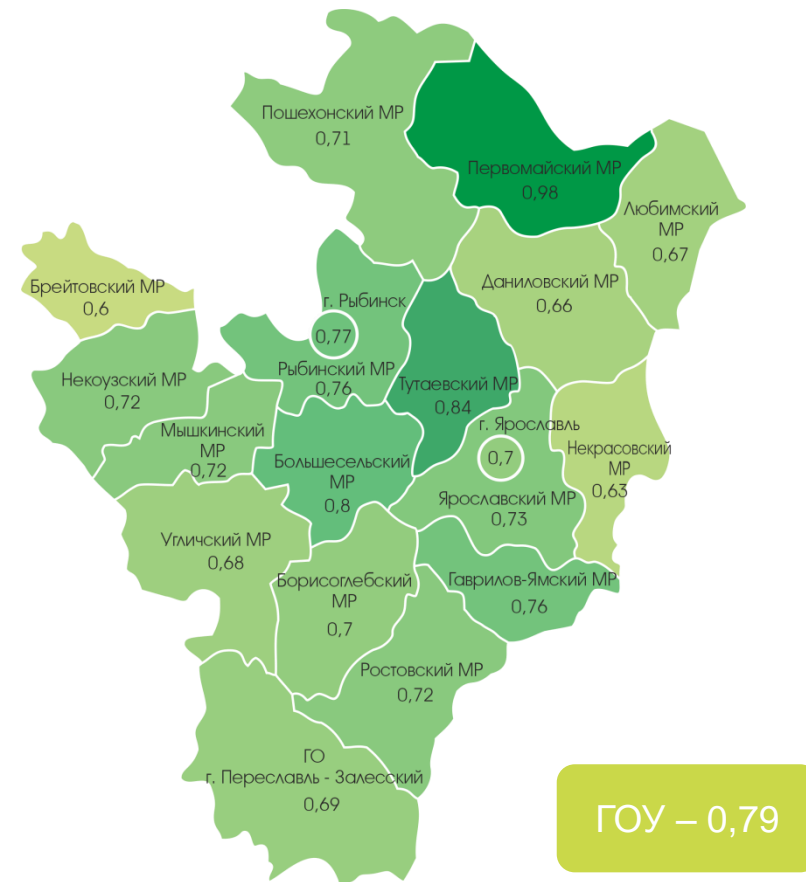 Пошехонский МР
0,71
Первомайский МР
0,98
Любимский
МР
0,67
Брейтовский МР
0,6
г. Рыбинск
0,77
Рыбинский МР
0,76
Даниловский МР
0,66
Некоузский МР
0,72
Тутаевский МР
0,84
Мышкинский
МР
0,72
Большесельский
МР
0,8
г. Ярославль
0,7
Ярославский МР
0,73
Некрасовский
МР
0,63
Угличский МР
0,68
Борисоглебский
МР
0,7
Гаврилов-Ямский МР
0,76
Ростовский МР
0,72
ГО
г. Переславль - Залесский
0,69
ГОУ – 0,79